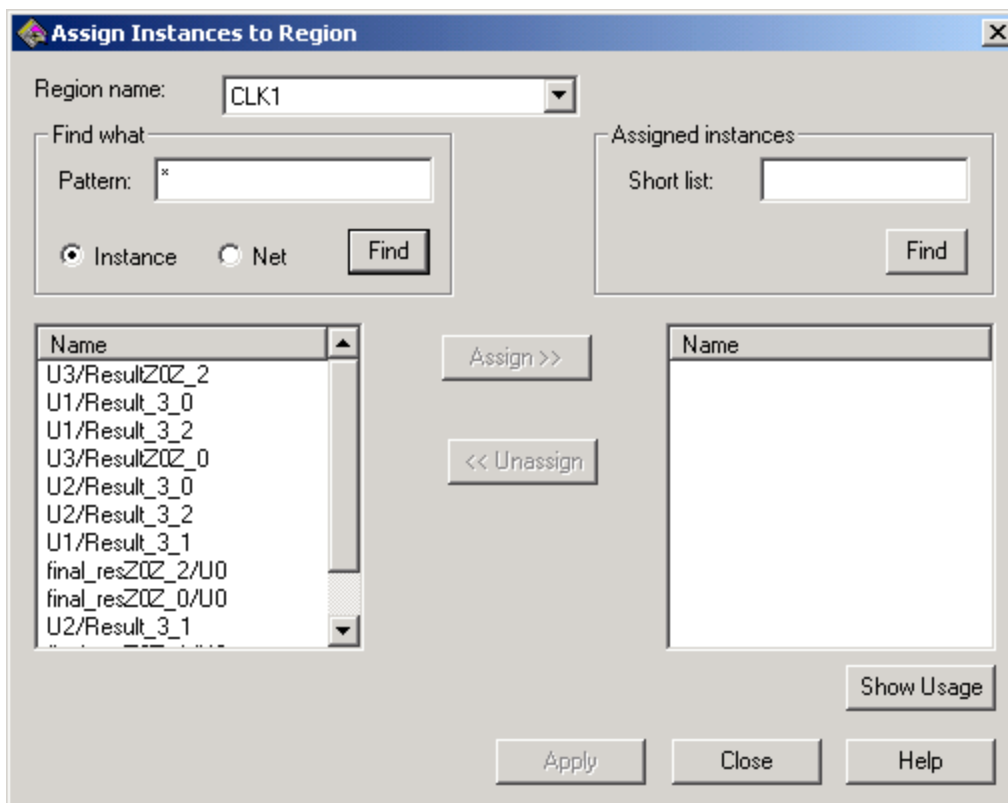 Assign Instances to Region
Region name: CLK1
Find what
Pattern: *
Instance Net Find
Assigned instances
Short list:
Find
Name
U3/ResultZ0Z_2
U1/Result_3_0
U1/Result_3_2
U3/ResultZ0Z_0
U2/Result_3_0
U2/Result_3_2
U1/Result_3_1
final_resZ0Z_2/U0
final_resZ0Z_0/U0
U2/Result_3_1
Assign >>
<< Unassign
Name
Show Usage
Apply Close Help